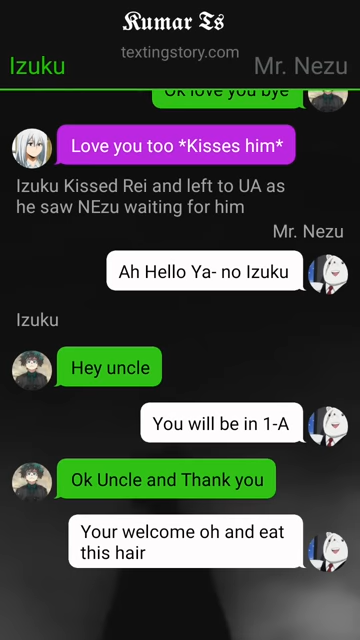 Kumar Ts
textingstory.com
Izuku
Mr. Nezu
Ok love you bye
Love you too *Kisses him*
Izuku Kissed Rei and left to UA as
he saw NEzu waiting for him
Mr. Nezu
Ah Hello Ya- no Izuku
Izuku
Hey uncle
You will be in 1-A
Ok Uncle and Thank you
Your welcome oh and eat
this hair